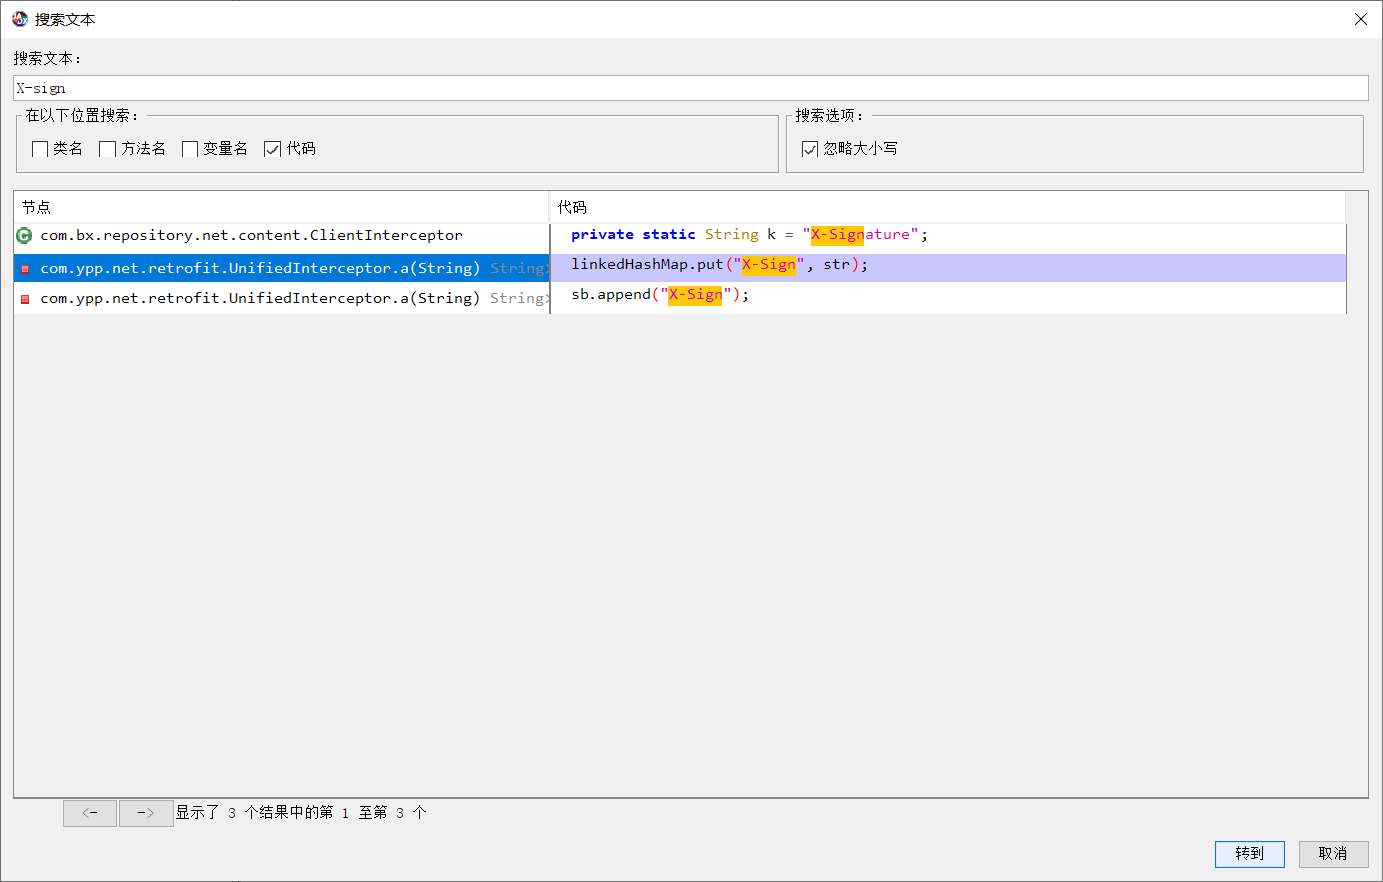 搜索文本
搜索文本：
X-sign
在以下位置搜索：
类名 方法名 变量名 代码
搜索选项：
忽略大小写
节点 代码
com.bx.repository.net.content.ClientInterceptor private static String k = "X-Signature";
com.ypp.net.retrofit.UnifiedInterceptor.a(String) String> linkedHashMap.put("X-Sign", str);
com.ypp.net.retrofit.UnifiedInterceptor.a(String) String> sb.append("X-Sign");
<- -> 显示了 3 个结果中的第 1 至第 3 个
转到 取消